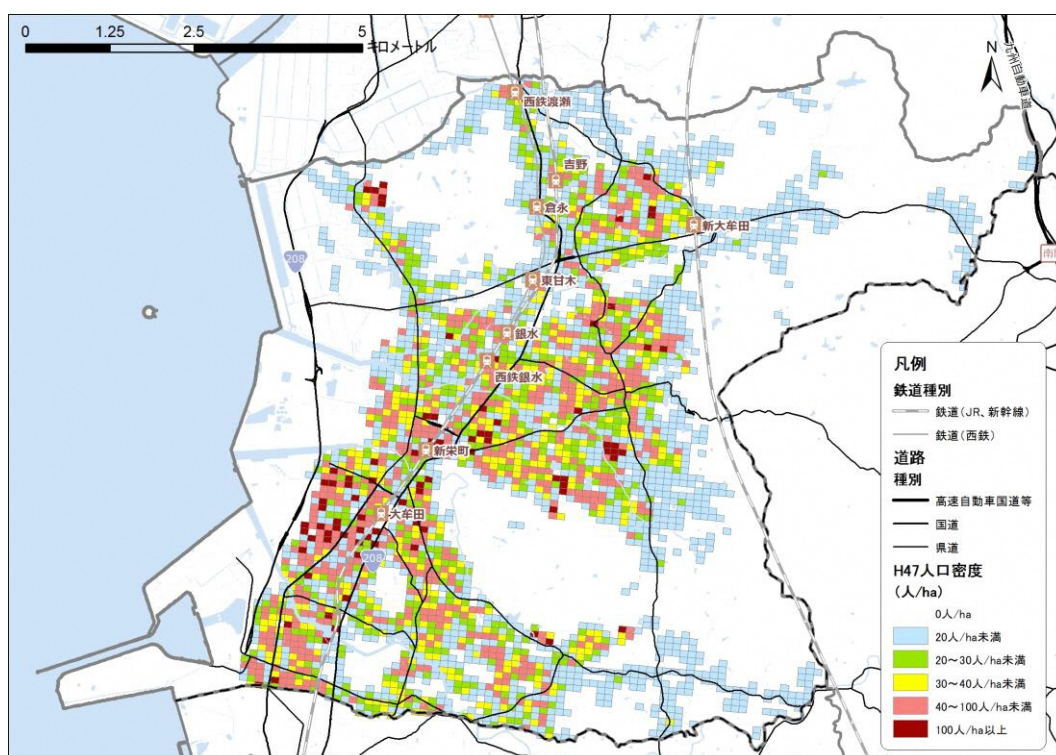 0 1.25 2.5 5
キロメートル
N
九州自動車道
西鉄渡瀬
吉野
倉永
新大牟田
208
東甘木
銀水
西鉄銀水
新栄町
大牟田
208
凡例
鉄道種別
鉄道(JR、新幹線)
鉄道(西鉄)
道路
種別
高速自動車国道等
国道
県道
H47人口密度
(人/ha)
0人/ha
20人/ha未満
20~30人/ha未満
30~40人/ha未満
40~100人/ha未満
100人/ha以上